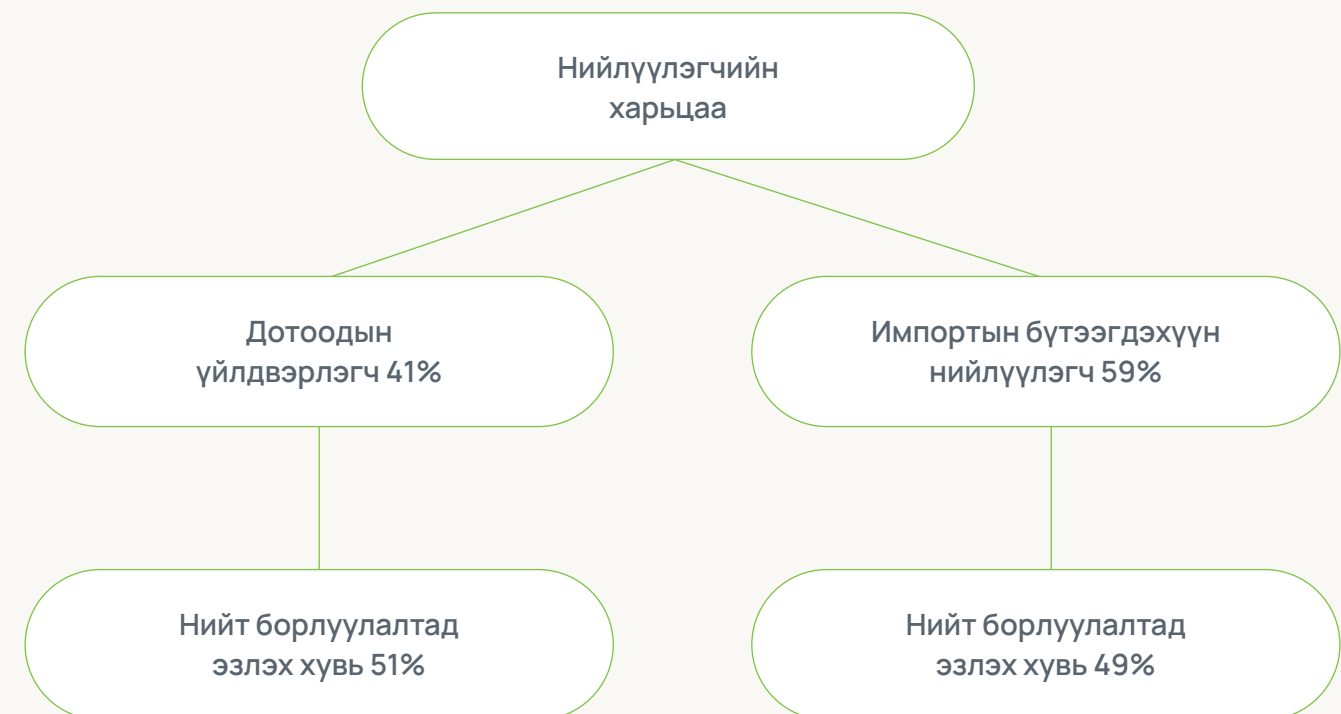 Нийлүүлэгчийн
харьцаа
Дотоодын
үйлдвэрлэгч 41%
Импортын бүтээгдэхүүн
нийлүүлэгч 59%
Нийт борлуулалтад
эзлэх хувь 51%
Нийт борлуулалтад
эзлэх хувь 49%